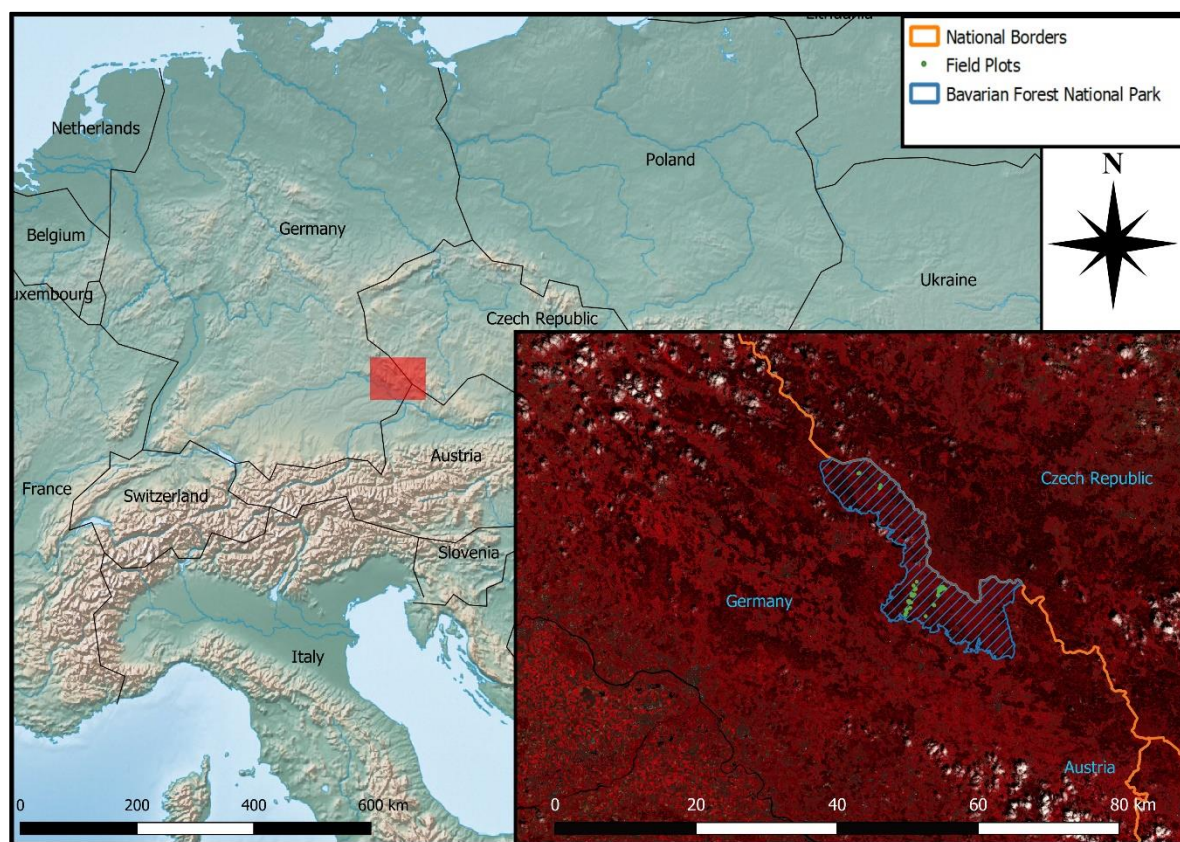 Lithuania
National Borders
Field Plots
Bavarian Forest National Park
N
Netherlands
Poland
Germany
Belgium
Ukraine
uxembourg
Czech Republic
Austria
France
Switzerland
Slovenia
Italy
0 200 400 600 km
Czech Republic
Germany
Austria
0 20 40 60 80 km